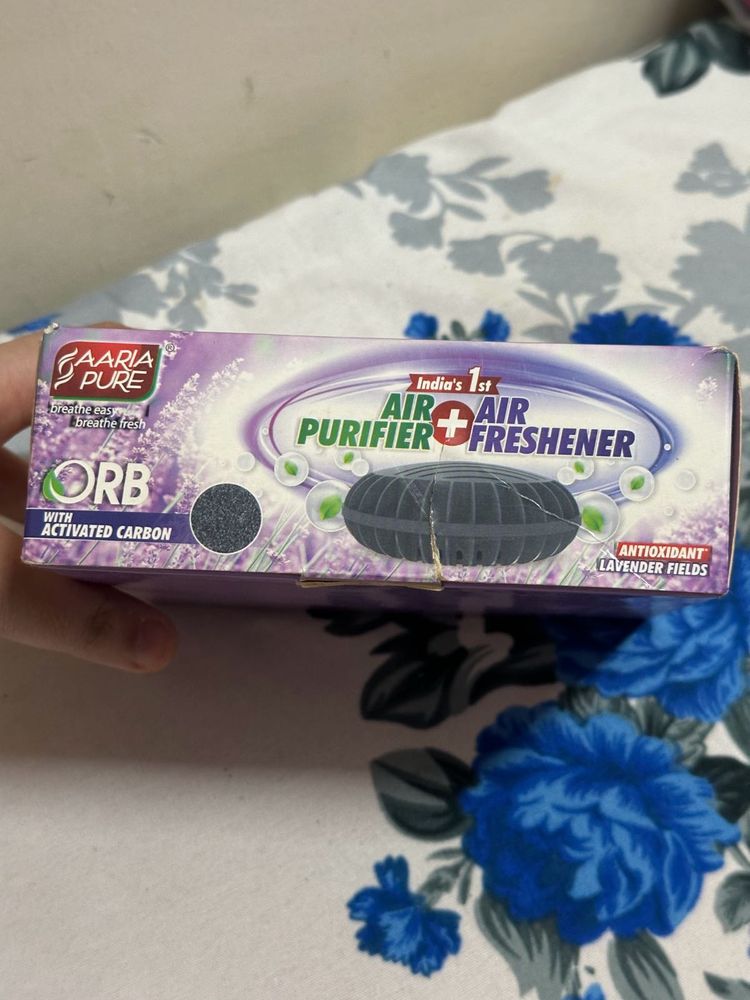 AARIA
PURE
®
breathe easy
breathe fresh
ORB
WITH
ACTIVATED CARBON
India's 1st
AIR + AIR
PURIFIER FRESHENER
ANTIOXIDANT*
LAVENDER FIELDS